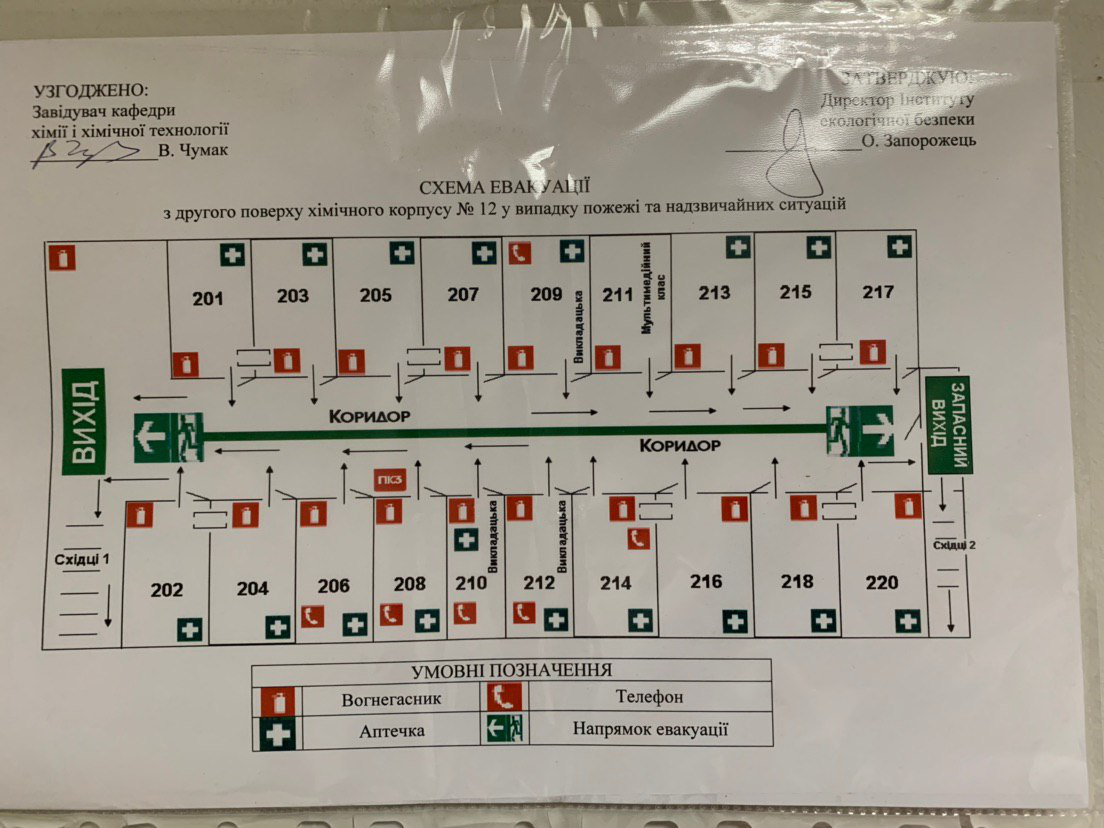 УЗГОДЖЕНО:
Завідувач кафедри
хімії і хімічної технології
В. Чумак
ЗАТВЕРДЖУЮ:
Директор Інституту
екологічної безпеки
О. Запорожець
СХЕМА ЕВАКУАЦІЇ
з другого поверху хімічного корпусу № 12 у випадку пожежі та надзвичайних ситуацій
201
203
205
207
209
Викладацька
211
Мультимедійний
клас
213
215
217
ВИХІД
Коридор
Коридор
ЗАПАСНИЙ
ВИХІД
ПІСЗ
Східці 1
202
204
206
208
210
Викладацька
212
Викладацька
214
216
218
220
Східці 2
УМОВНІ ПОЗНАЧЕННЯ
Вогнегасник
Телефон
Аптечка
Напрямок евакуації